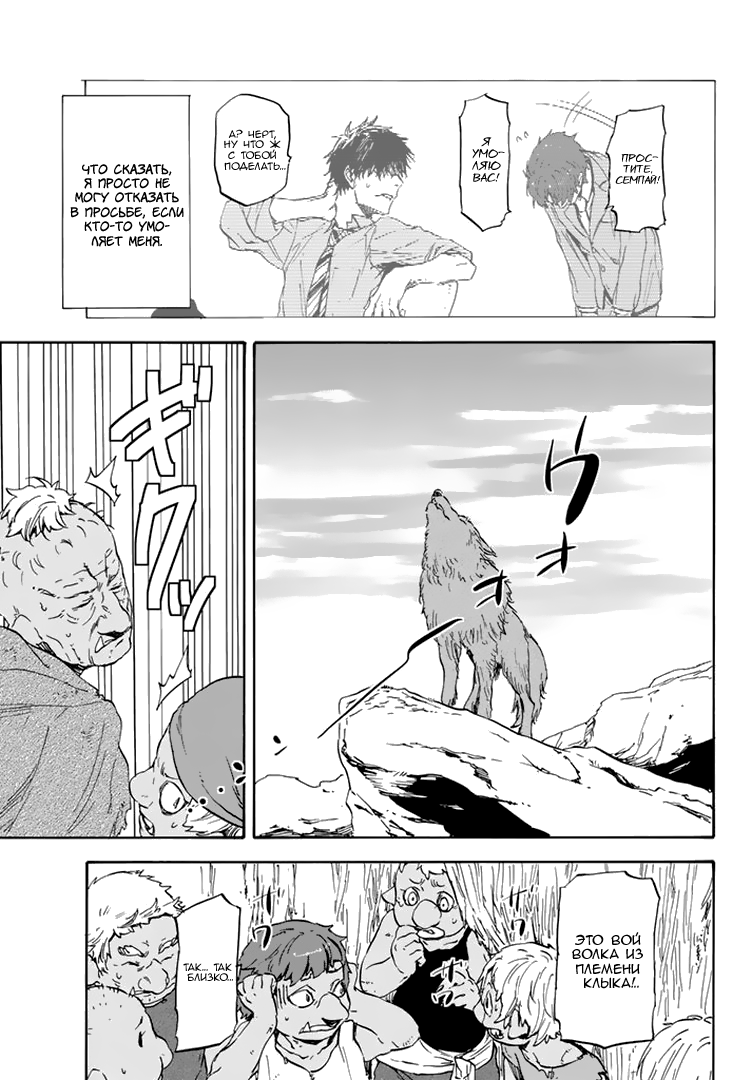 ПРОС-
ТИТЕ,
СЕМПАЙ!
Я
УМО-
ЛЯЮ
ВАС!
А? ЧЕРТ,
НУ ЧТО Ж
С ТОБОЙ
ПОДЕЛАТЬ...
ЧТО СКАЗАТЬ,
Я ПРОСТО НЕ
МОГУ ОТКАЗАТЬ
В ПРОСЬБЕ, ЕСЛИ
КТО-ТО УМО-
ЛЯЕТ МЕНЯ.
ウォォ
ギクッ
ЭТО ВОЙ
ВОЛКА ИЗ
ПЛЕМЕНИ
КЛЫКА!..
ТАК... ТАК
БЛИЗКО...